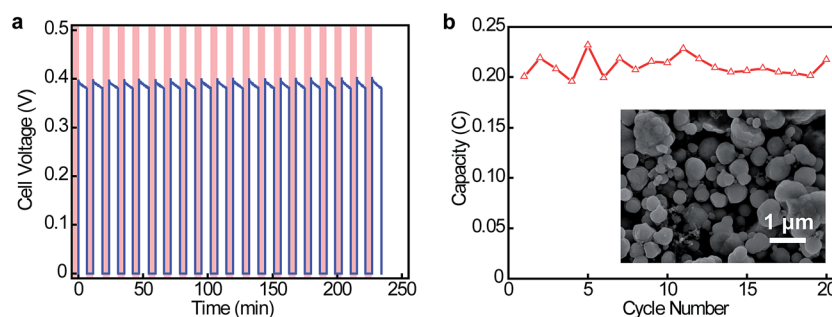 a
0.5
0.4
0.3
0.2
0.1
0
Cell Voltage (V)
0 50 100 150 200 250
Time (min)
b
0.25
0.20
0.15
0.10
0.05
0
Capacity (C)
1 µm
0 5 10 15 20
Cycle Number